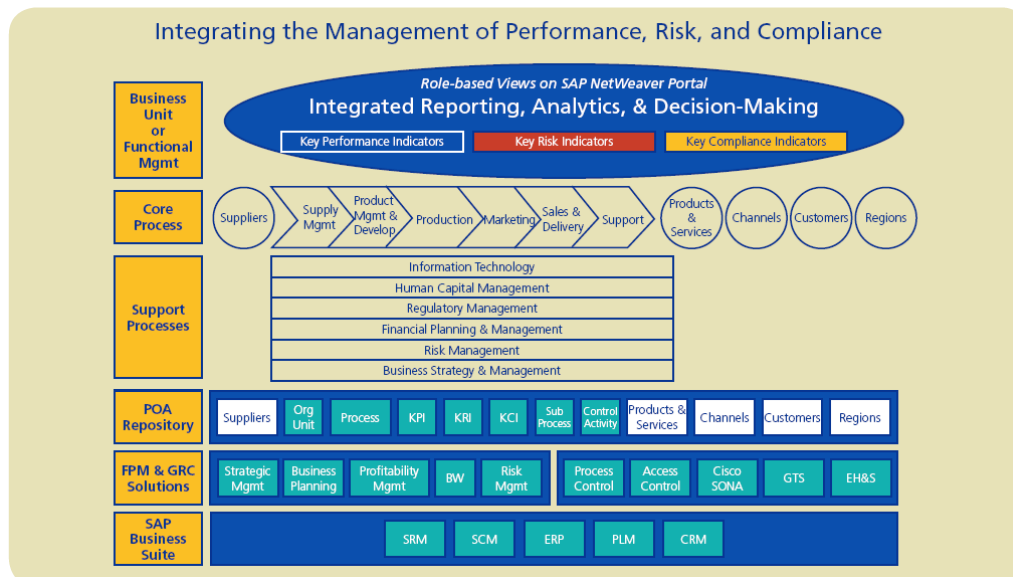 Integrating the Management of Performance, Risk, and Compliance
Business
Unit
or
Functional
Mgmt
Role-based Views on SAP NetWeaver Portal
Integrated Reporting, Analytics, & Decision-Making
Key Performance Indicators
Key Risk Indicators
Key Compliance Indicators
Core
Process
Suppliers
Supply
Mgmt
Product
Mgmt &
Develop
Production
Marketing
Sales &
Delivery
Support
Products
&
Services
Channels
Customers
Regions
Support
Processes
Information Technology
Human Capital Management
Regulatory Management
Financial Planning & Management
Risk Management
Business Strategy & Management
POA
Repository
Suppliers
Org
Unit
Process
KPI
KRI
KCI
Sub
Process
Control
Activity
Products &
Services
Channels
Customers
Regions
FPM & GRC
Solutions
Strategic
Mgmt
Business
Planning
Profitability
Mgmt
BW
Risk
Mgmt
Process
Control
Access
Control
Cisco
SONA
GTS
EH&S
SAP
Business
Suite
SRM
SCM
ERP
PLM
CRM